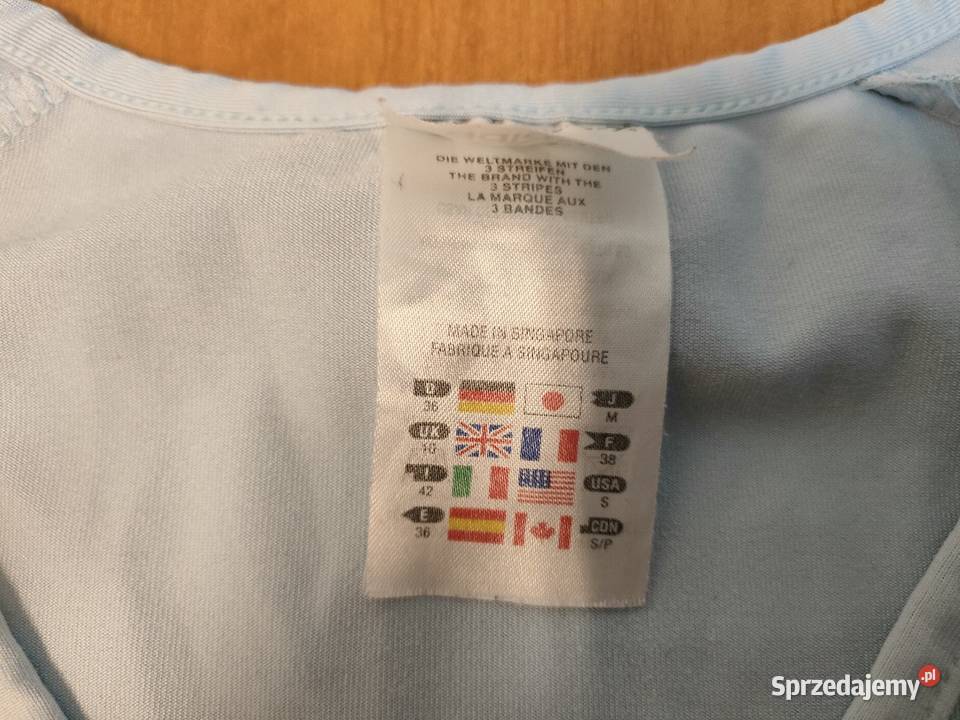 DIE WELTMARKE MIT DEN
3 STREIFEN
THE BRAND WITH THE
3 STRIPES
LA MARQUE AUX
3 BANDES
MADE IN SINGAPORE
FABRIQUE A SINGAPOUR
D J
36 M
UK F
10 38
I USA
42 S
E CDN
36 S/P
Sprzedajemy.pl